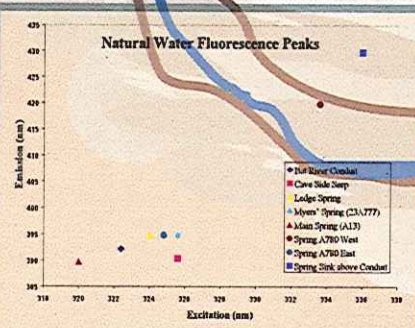 Natural Water Fluorescence Peaks
Emission (nm)
435
430
425
420
415
410
405
400
395
390
385
318
320
322
324
326
328
330
332
334
336
338
Excitation (nm)
Bat River Conduit
Cave Side Seep
Ledge Spring
Myers' Spring (23A777)
Main Spring (A13)
Spring A780 West
Spring A780 East
Spring Sink above Conduit